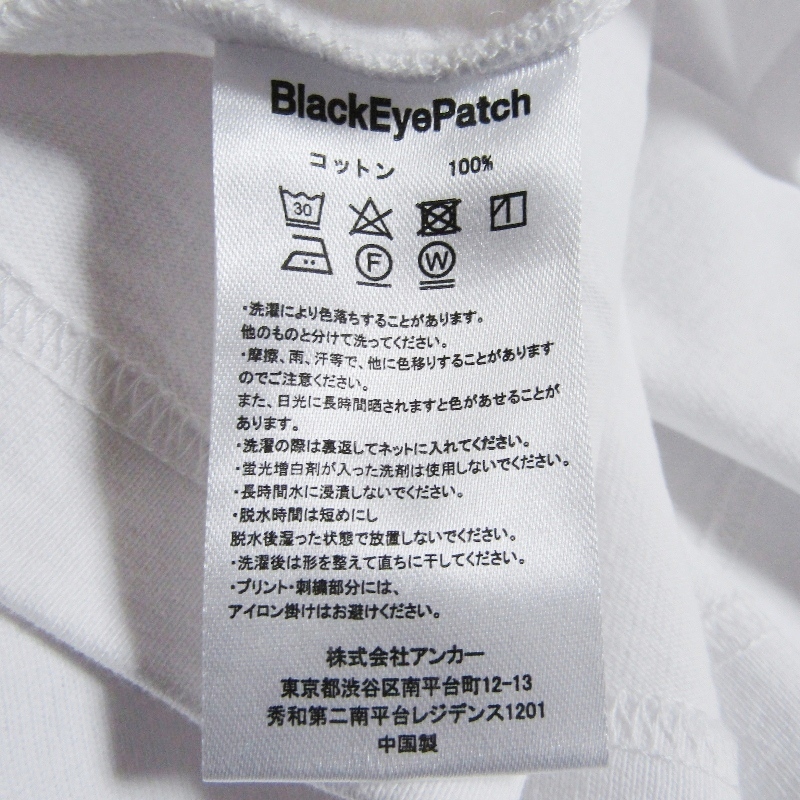 BlackEyePatch
コットン 100%
30
F W
・洗濯により色落ちすることがあります。
他のものと分けて洗ってください。
・摩擦、雨、汗等で、他に色移りすることがあります
のでご注意ください。
また、日光に長時間晒されますと色があせることが
あります。
・洗濯の際は裏返してネットに入れてください。
・蛍光増白剤が入った洗剤は使用しないでください。
・長時間水に浸漬しないでください。
・脱水時間は短めにし
脱水後湿った状態で放置しないでください。
・洗濯後は形を整えて直ちに干してください。
・プリント・刺繍部分には、
アイロン掛けはお避けください。
株式会社アンカー
東京都渋谷区南平台町12-13
秀和第二南平台レジデンス1201
中国製